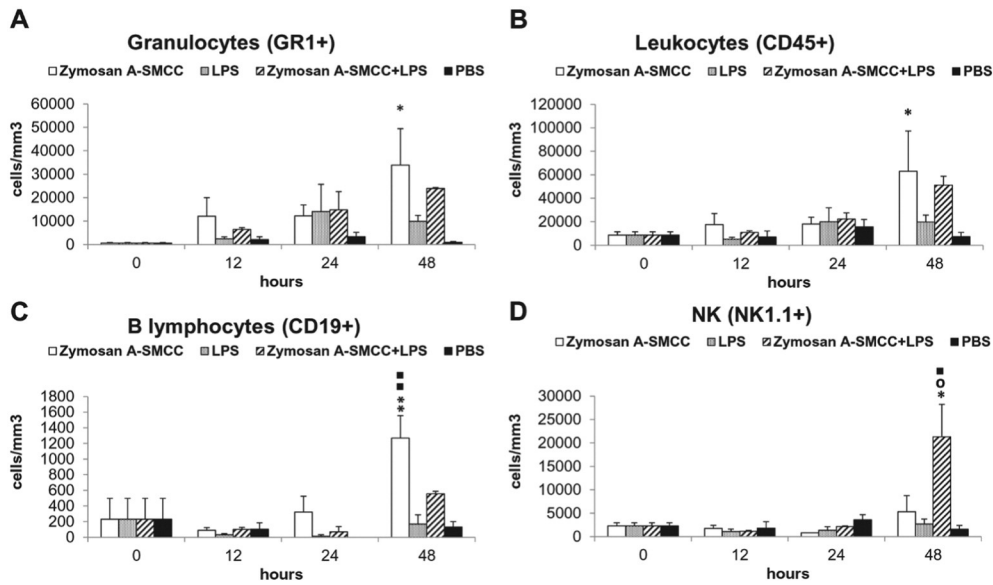 A
Granulocytes (GR1+)
Zymosan A-SMCC LPS Zymosan A-SMCC+LPS PBS
cells/mm3
60000
50000
40000
30000
20000
10000
0
*
0 12 24 48
hours
B
Leukocytes (CD45+)
Zymosan A-SMCC LPS Zymosan A-SMCC+LPS PBS
cells/mm3
120000
100000
80000
60000
40000
20000
0
*
0 12 24 48
hours
C
B lymphocytes (CD19+)
Zymosan A-SMCC LPS Zymosan A-SMCC+LPS PBS
cells/mm3
1800
1600
1400
1200
1000
800
600
400
200
0
■■**
0 12 24 48
hours
D
NK (NK1.1+)
Zymosan A-SMCC LPS Zymosan A-SMCC+LPS PBS
cells/mm3
30000
25000
20000
15000
10000
5000
0
■o*
0 12 24 48
hours